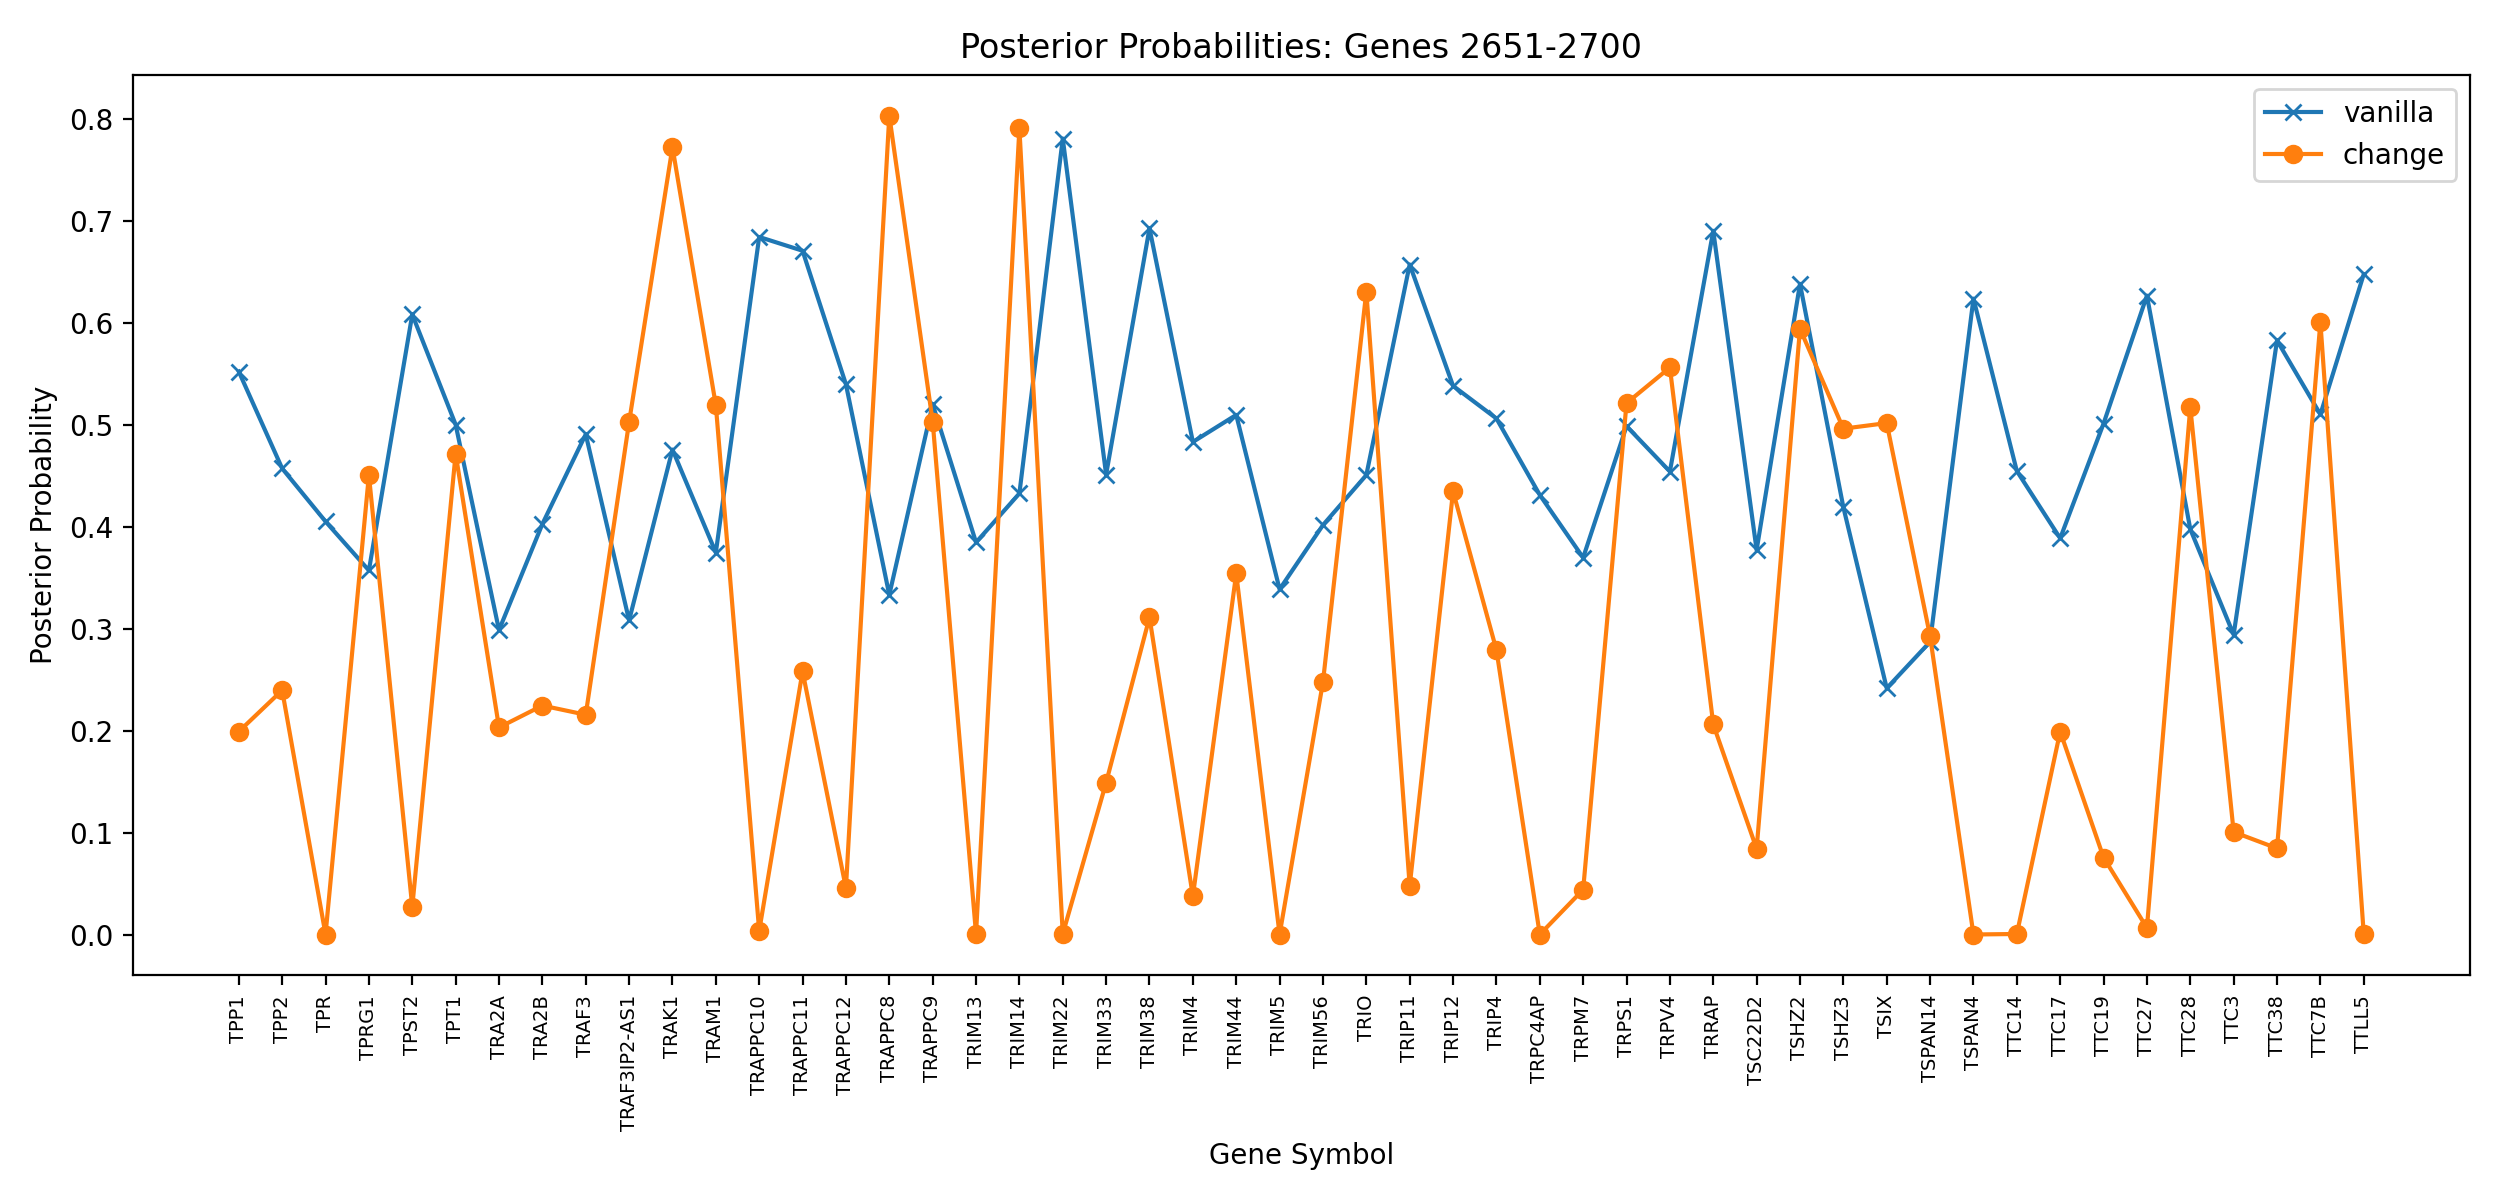 Posterior Probabilities: Genes 2651-2700
vanilla
change
Posterior Probability
0.8
0.7
0.6
0.5
0.4
0.3
0.2
0.1
0.0
TPP1
TPP2
TPR
TPRG1
TPST2
TPT1
TRA2A
TRA2B
TRAF3
TRAF3IP2-AS1
TRAK1
TRAM1
TRAPPC10
TRAPPC11
TRAPPC12
TRAPPC8
TRAPPC9
TRIM13
TRIM14
TRIM22
TRIM33
TRIM38
TRIM4
TRIM44
TRIM5
TRIM56
TRIO
TRIP11
TRIP12
TRIP4
TRPC4AP
TRPM7
TRPS1
TRPV4
TRRAP
TSC22D2
TSHZ2
TSHZ3
TSIX
TSPAN14
TSPAN4
TTC14
TTC17
TTC19
TTC27
TTC28
TTC3
TTC38
TTC7B
TTLL5
Gene Symbol